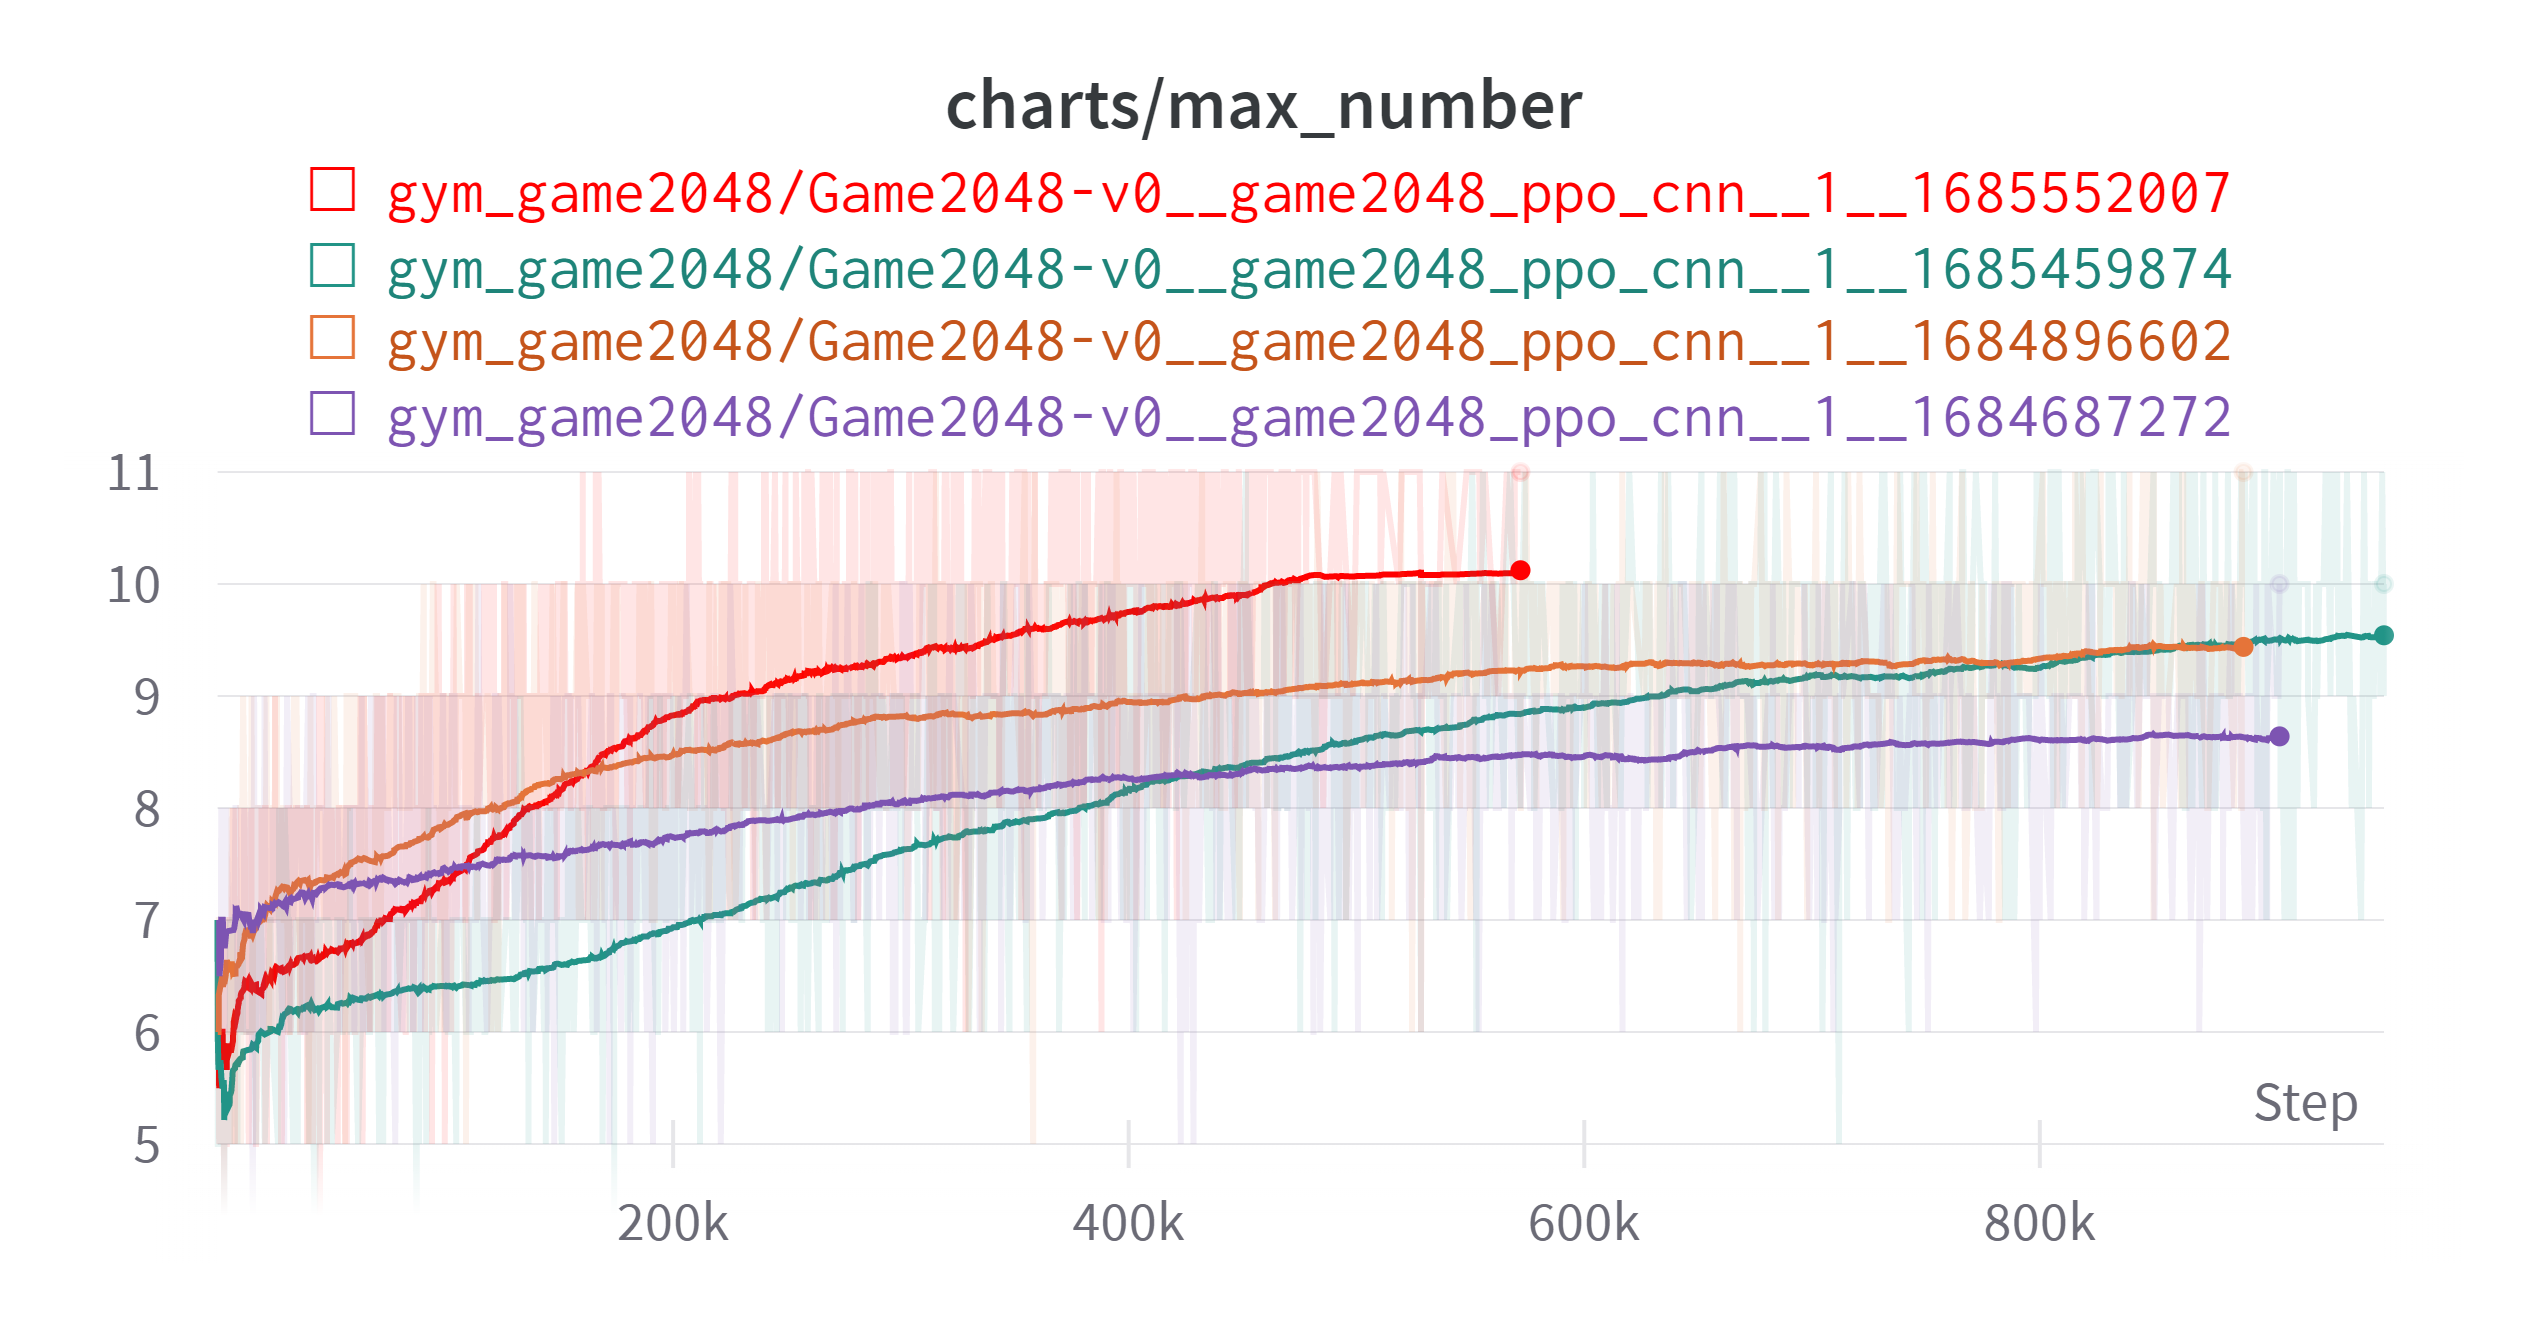 charts/max_number
gym_game2048/Game2048-v0__game2048_ppo_cnn__1__1685552007
gym_game2048/Game2048-v0__game2048_ppo_cnn__1__1685459874
gym_game2048/Game2048-v0__game2048_ppo_cnn__1__1684896602
gym_game2048/Game2048-v0__game2048_ppo_cnn__1__1684687272
11
10
9
8
7
6
5
Step
200k 400k 600k 800k